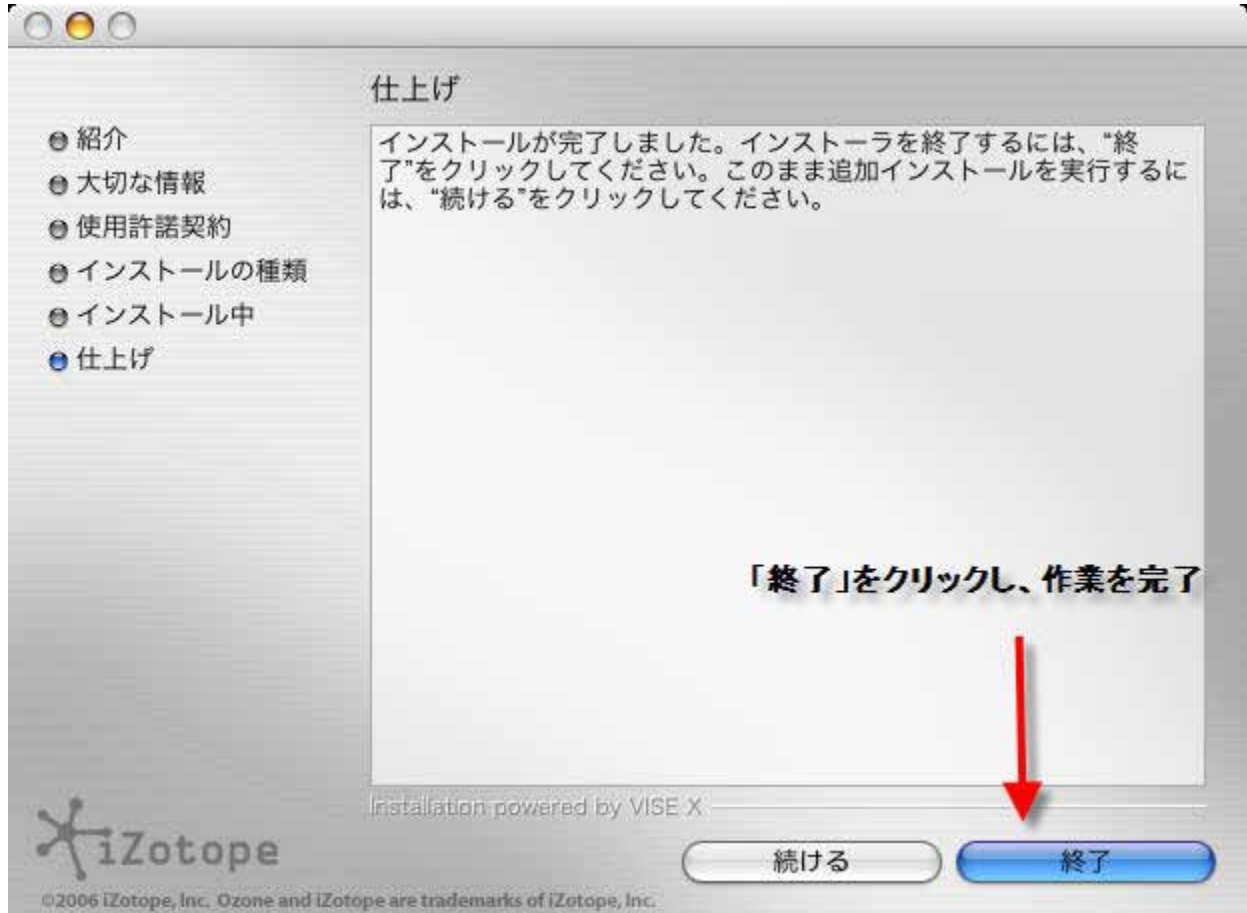 仕上げ
紹介
大切な情報
使用許諾契約
インストールの種類
インストール中
仕上げ
インストールが完了しました。インストーラを終了するには、“終
了”をクリックしてください。このまま追加インストールを実行するに
は、“続ける”をクリックしてください。
「終了」をクリックし、作業を完了
Installation powered by VISE X
iZotope
続ける
終了
©2006 iZotope, Inc. Ozone and iZotope are trademarks of iZotope, Inc.